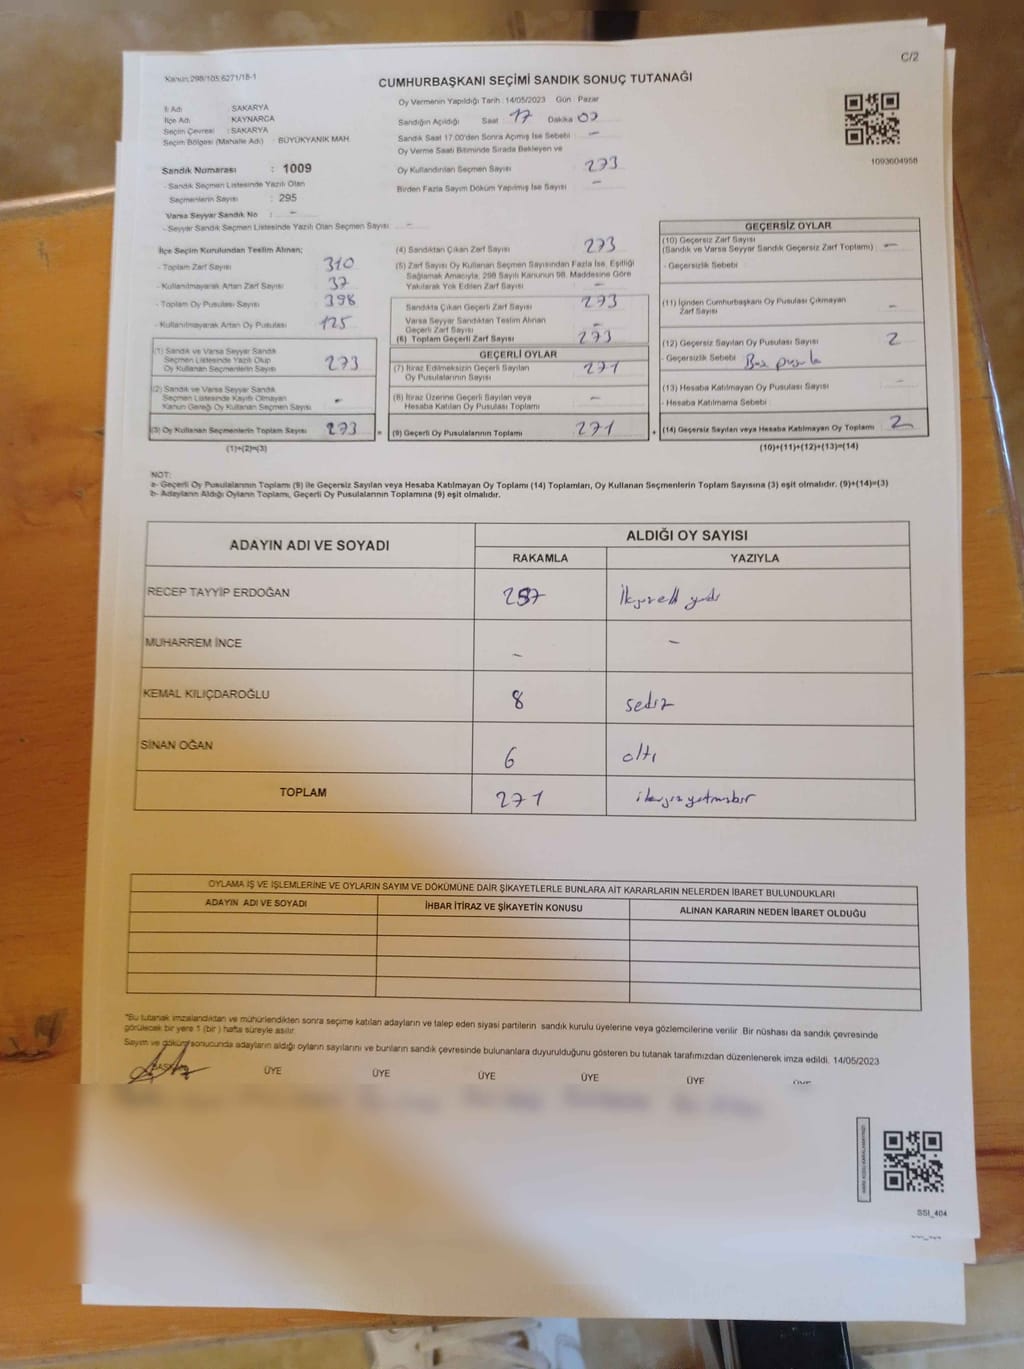 C/2
Kanun:298/105;6271/18-1
CUMHURBAŞKANI SEÇİMİ SANDIK SONUÇ TUTANAĞI
İl Adı : SAKARYA
İlçe Adı : KAYNARCA
Seçim Çevresi : SAKARYA
Seçim Bölgesi (Mahalle Adı) : BÜYÜKYANIK MAH.
Sandık Numarası : 1009
- Sandık Seçmen Listesinde Yazılı Olan
Seçmenlerin Sayısı : 295
Varsa Seyyar Sandık No : -
- Seyyar Sandık Seçmen Listesinde Yazılı Olan Seçmen Sayısı -
Oy Vermenin Yapıldığı Tarih : 14/05/2023 Gün : Pazar
Sandığın Açıldığı Saat : 17 Dakika :
Sandık Saat 17.00'den Sonra Açımış İse Sebebi : -
Oy Verme Saati Bitiminde Sırada Bekleyen ve
Oy Kullandırılan Seçmen Sayısı 273
Birden Fazla Sayım Döküm Yapılmış İse Sayısı -
1093604958
İlçe Seçim Kurulundan Teslim Alınan;
- Toplam Zarf Sayısı 310
- Kullanılmayarak Artan Zarf Sayısı 37
- Toplam Oy Pusulası Sayısı 398
- Kullanılmayarak Artan Oy Pusulası 125
(1) Sandık ve Varsa Seyyar Sandık
Seçmen Listesinde Yazılı Olup
Oy Kullanan Seçmenlerin Sayısı 273
(2) Sandık ve Varsa Seyyar Sandık
Seçmen Listesinde Kayıtlı Olmayan
Kanun Gereği Oy Kullanan Seçmen Sayısı -
(3) Oy Kullanan Seçmenlerin Toplam Sayısı 273 =
(1)+(2)=(3)
(4) Sandıktan Çıkan Zarf Sayısı 273
(5) Zarf Sayısı Oy Kullanan Seçmen Sayısından Fazla İse, Eşitliği
Sağlamak Amacıyla, 298 Sayılı Kanunun 98. Maddesine Göre
Yakılarak Yok Edilen Zarf Sayısı -
Sandıkta Çıkan Geçerli Zarf Sayısı 273
Varsa Seyyar Sandıktan Teslim Alınan
Geçerli Zarf Sayısı -
(6) Toplam Geçerli Zarf Sayısı 273
GEÇERLİ OYLAR
(7) İtiraz Edilmeksizin Geçerli Sayılan
Oy Pusulalarının Sayısı 271
(8) İtiraz Üzerine Geçerli Sayılan veya
Hesaba Katılan Oy Pusulası Toplamı -
(9) Geçerli Oy Pusulalarının Toplamı 271 +
GEÇERSİZ OYLAR
(10) Geçersiz Zarf Sayısı
(Sandık ve Varsa Seyyar Sandık Geçersiz Zarf Toplamı) -
- Geçersizlik Sebebi :
(11) İçinden Cumhurbaşkanı Oy Pusulası Çıkmayan
Zarf Sayısı -
(12) Geçersiz Sayılan Oy Pusulası Sayısı 2
- Geçersizlik Sebebi
(13) Hesaba Katılmayan Oy Pusulası Sayısı -
- Hesaba Katılmama Sebebi :
(14) Geçersiz Sayılan veya Hesaba Katılmayan Oy Toplamı 2
(10)+(11)+(12)+(13)=(14)
NOT:
a- Geçerli Oy Pusulalarının Toplamı (9) ile Geçersiz Sayılan veya Hesaba Katılmayan Oy Toplamı (14) Toplamları, Oy Kullanan Seçmenlerin Toplam Sayısına (3) eşit olmalıdır. (9)+(14)=(3)
b- Adayların Aldığı Oyların Toplamı, Geçerli Oy Pusulalarının Toplamına (9) eşit olmalıdır.
ADAYIN ADI VE SOYADI ALDIĞI OY SAYISI
RAKAMLA YAZIYLA
RECEP TAYYİP ERDOĞAN 257
MUHARREM İNCE - -
KEMAL KILIÇDAROĞLU 8 sekiz
SİNAN OĞAN 6 altı
TOPLAM 271
OYLAMA İŞ VE İŞLEMLERİNE VE OYLARIN SAYIM VE DÖKÜMÜNE DAİR ŞİKAYETLERLE BUNLARA AİT KARARLARIN NELERDEN İBARET BULUNDUKLARI
ADAYIN ADI VE SOYADI İHBAR İTİRAZ VE ŞİKAYETİN KONUSU ALINAN KARARIN NEDEN İBARET OLDUĞU
"Bu tutanak imzalandıktan ve mühürlendikten sonra seçime katılan adayların ve talep eden siyasi partilerin sandık kurulu üyelerine veya gözlemcilerine verilir. Bir nüshası da sandık çevresinde
görülecek bir yere 1 (bir ) hafta süreyle asılır.
Sayım ve döküm sonucunda adayların aldığı oyların sayılarını ve bunların sandık çevresinde bulunanlara duyurulduğunu gösteren bu tutanak tarafımızdan düzenlenerek imza edildi. 14/05/2023
ÜYE ÜYE ÜYE ÜYE ÜYE ÜYE
SSI_404